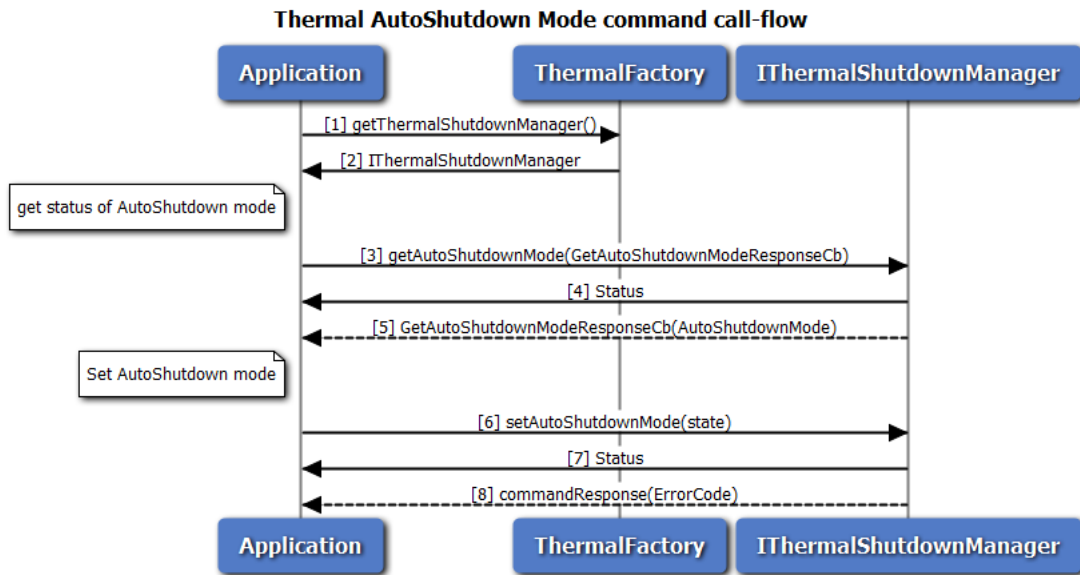 Thermal AutoShutdown Mode command call-flow
Application
ThermalFactory
IThermalShutdownManager
[1] getThermalShutdownManager()
[2] IThermalShutdownManager
get status of AutoShutdown mode
[3] getAutoShutdownMode(GetAutoShutdownModeResponseCb)
[4] Status
[5] GetAutoShutdownModeResponseCb(AutoShutdownMode)
Set AutoShutdown mode
[6] setAutoShutdownMode(state)
[7] Status
[8] commandResponse(ErrorCode)
Application
ThermalFactory
IThermalShutdownManager